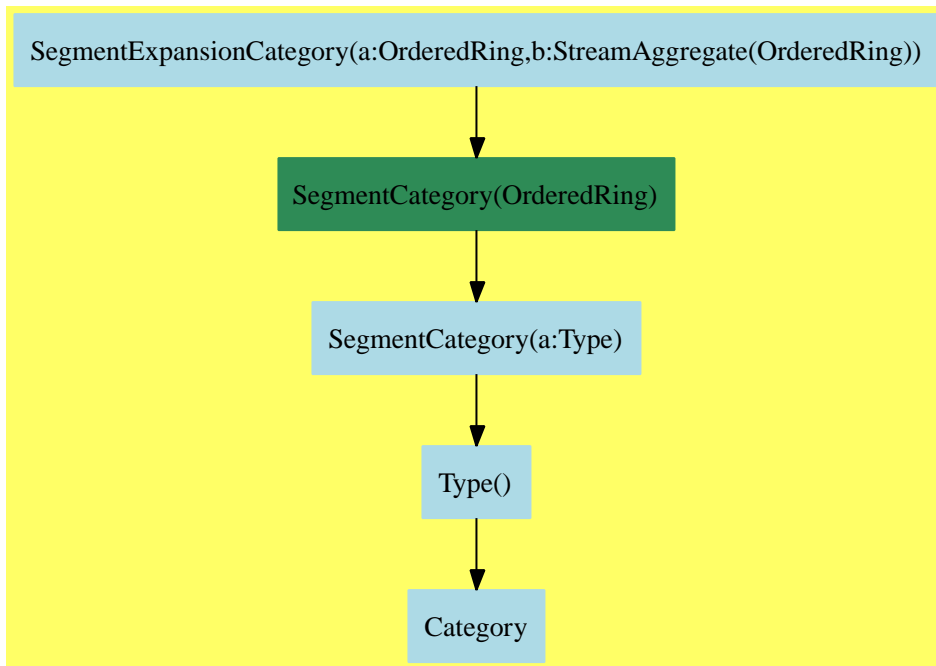 SegmentExpansionCategory(a:OrderedRing,b:StreamAggregate(OrderedRing))
SegmentCategory(OrderedRing)
SegmentCategory(a:Type)
Type()
Category